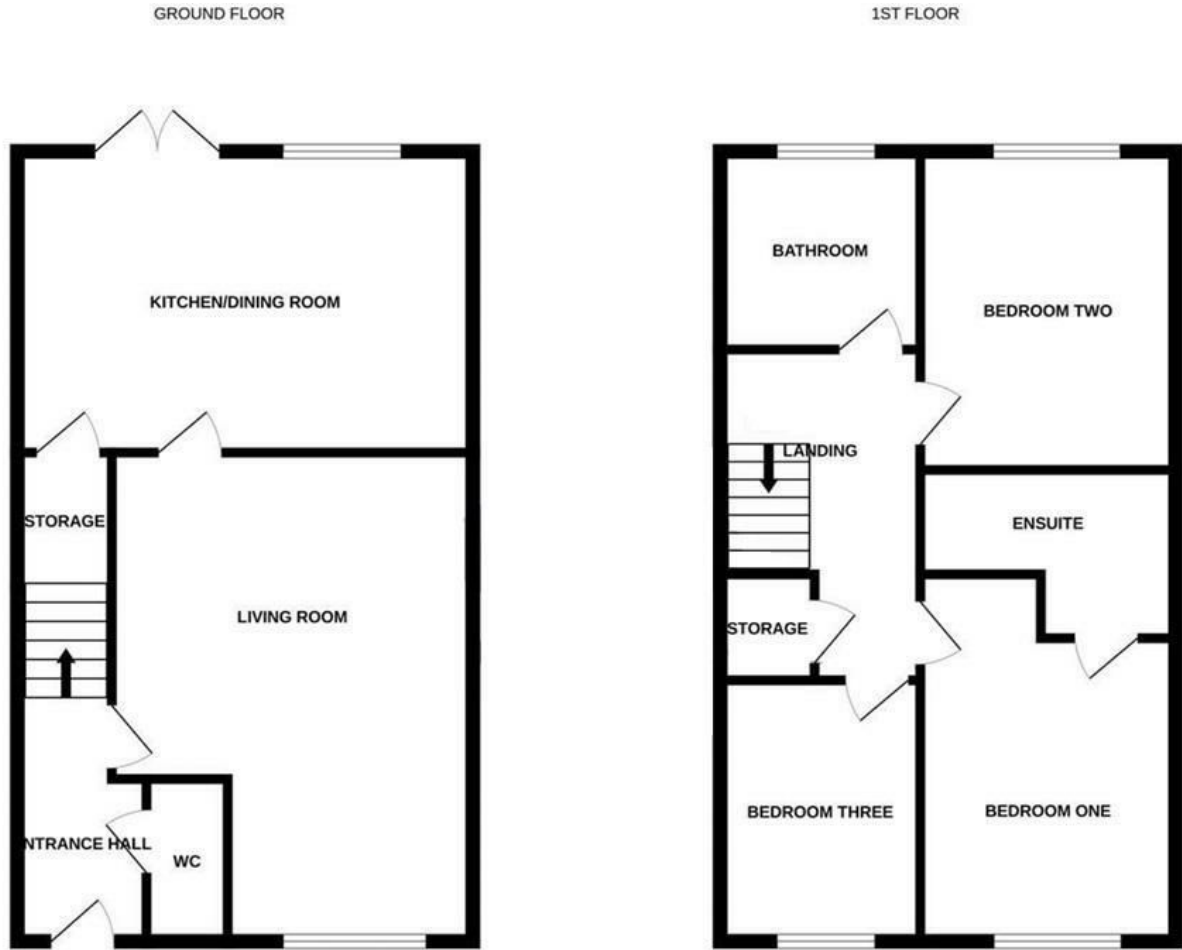 GROUND FLOOR
KITCHEN/DINING ROOM
STORAGE
LIVING ROOM
NTRANCE HALL
WC
1ST FLOOR
BATHROOM
BEDROOM TWO
LANDING
ENSUITE
STORAGE
BEDROOM THREE
BEDROOM ONE